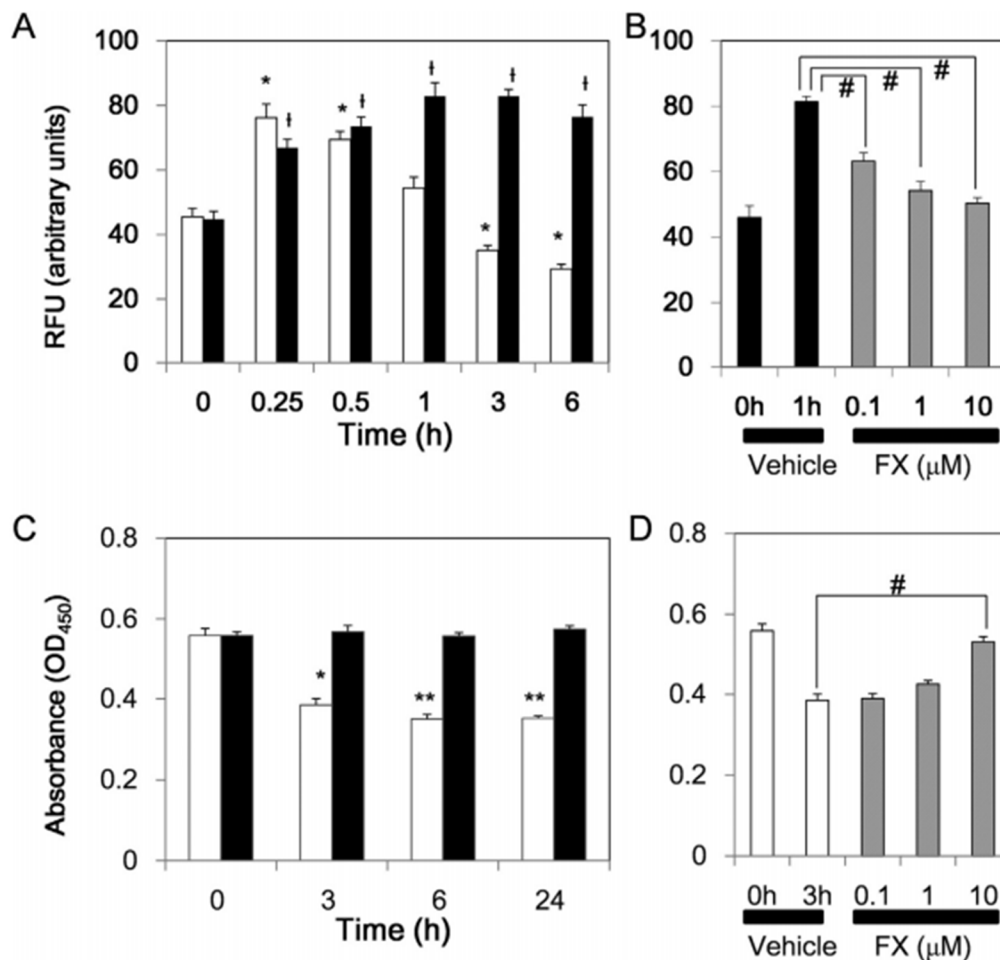 A
RFU (arbitrary units)
100
80
60
40
20
0
* ƚ * ƚ ƚ * ƚ * ƚ
0 0.25 0.5 1 3 6
Time (h)
B
100
80
60
40
20
0
# # #
0h 1h 0.1 1 10
Vehicle FX (μM)
C
Absorbance (OD450)
0.8
0.6
0.4
0.2
0
* ** **
0 3 6 24
Time (h)
D
0.8
0.6
0.4
0.2
0
#
0h 3h 0.1 1 10
Vehicle FX (μM)